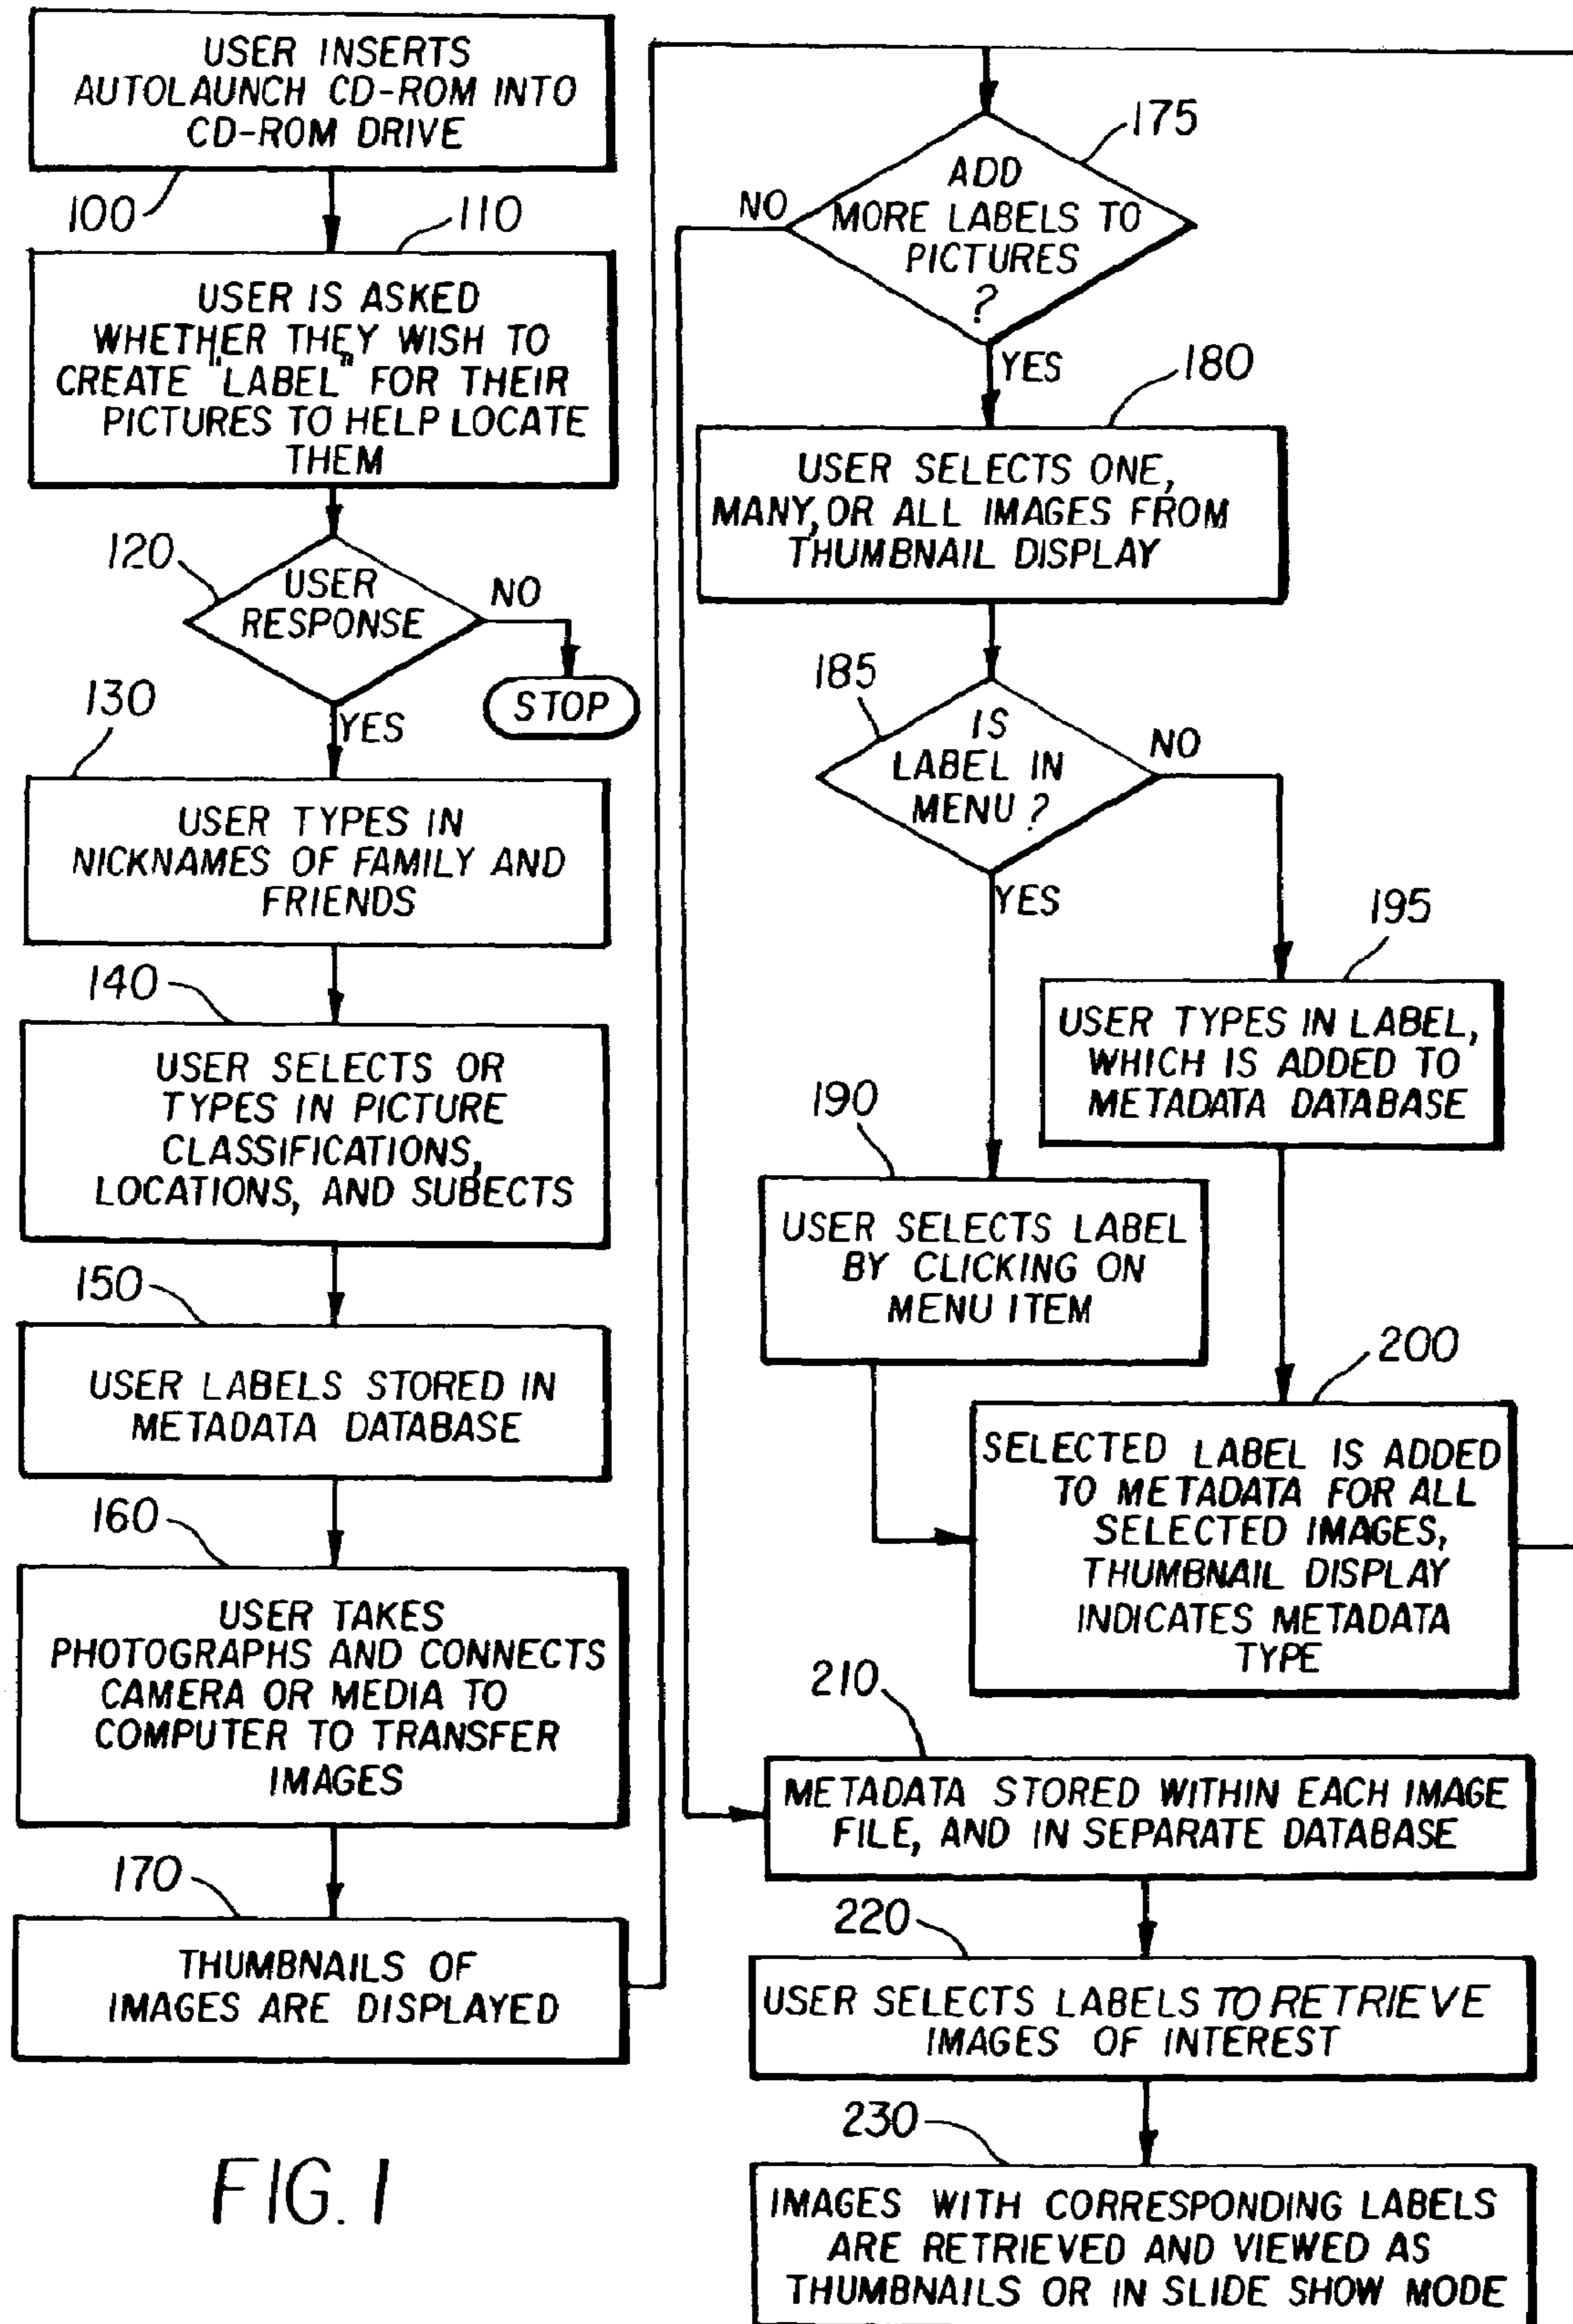 USER INSERTS
AUTOLAUNCH CD-ROM INTO
CD-ROM DRIVE
100
110
USER IS ASKED
WHETHER THEY WISH TO
CREATE "LABEL" FOR THEIR
PICTURES TO HELP LOCATE
THEM
120
USER
RESPONSE
NO
STOP
YES
130
USER TYPES IN
NICKNAMES OF FAMILY AND
FRIENDS
140
USER SELECTS OR
TYPES IN PICTURE
CLASSIFICATIONS,
LOCATIONS, AND SUBECTS
150
USER LABELS STORED IN
METADATA DATABASE
160
USER TAKES
PHOTOGRAPHS AND CONNECTS
CAMERA OR MEDIA TO
COMPUTER TO TRANSFER
IMAGES
170
THUMBNAILS OF
IMAGES ARE DISPLAYED
FIG. 1
175
ADD
MORE LABELS TO
PICTURES
?
NO
YES
180
USER SELECTS ONE,
MANY, OR ALL IMAGES FROM
THUMBNAIL DISPLAY
185
IS
LABEL IN
MENU ?
NO
YES
195
USER TYPES IN LABEL,
WHICH IS ADDED TO
METADATA DATABASE
190
USER SELECTS LABEL
BY CLICKING ON
MENU ITEM
200
SELECTED LABEL IS ADDED
TO METADATA FOR ALL
SELECTED IMAGES,
THUMBNAIL DISPLAY
INDICATES METADATA
TYPE
210
METADATA STORED WITHIN EACH IMAGE
FILE, AND IN SEPARATE DATABASE
220
USER SELECTS LABELS TO RETRIEVE
IMAGES OF INTEREST
230
IMAGES WITH CORRESPONDING LABELS
ARE RETRIEVED AND VIEWED AS
THUMBNAILS OR IN SLIDE SHOW MODE